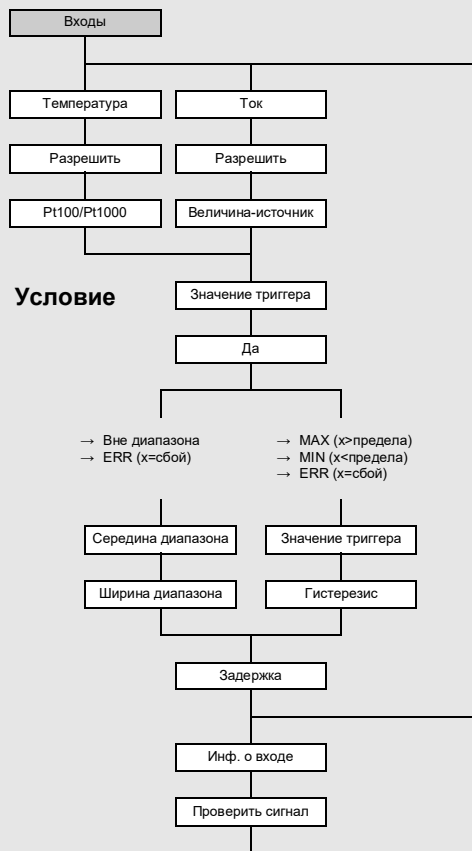 Входы
Температура
Ток
Разрешить
Разрешить
Pt100/Pt1000
Величина-источник
Условие
Значение триггера
Да
→ Вне диапазона
→ ERR (x=сбой)
→ MAX (x>предела)
→ MIN (x<предела)
→ ERR (x=сбой)
Середина диапазона
Значение триггера
Ширина диапазона
Гистерезис
Задержка
Инф. о входе
Проверить сигнал